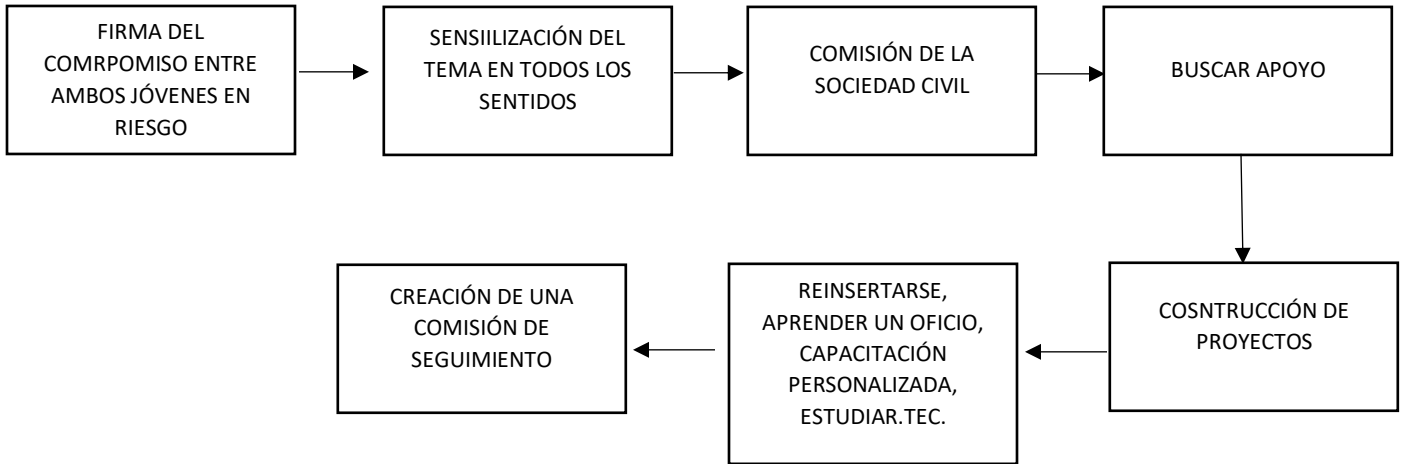 FIRMA DEL
COMRPOMISO ENTRE
AMBOS JÓVENES EN
RIESGO
SENSIILIZACIÓN DEL
TEMA EN TODOS LOS
SENTIDOS
COMISIÓN DE LA
SOCIEDAD CIVIL
BUSCAR APOYO
COSNTRUCCIÓN DE
PROYECTOS
REINSERTARSE,
APRENDER UN OFICIO,
CAPACITACIÓN
PERSONALIZADA,
ESTUDIAR.TEC.
CREACIÓN DE UNA
COMISIÓN DE
SEGUIMIENTO